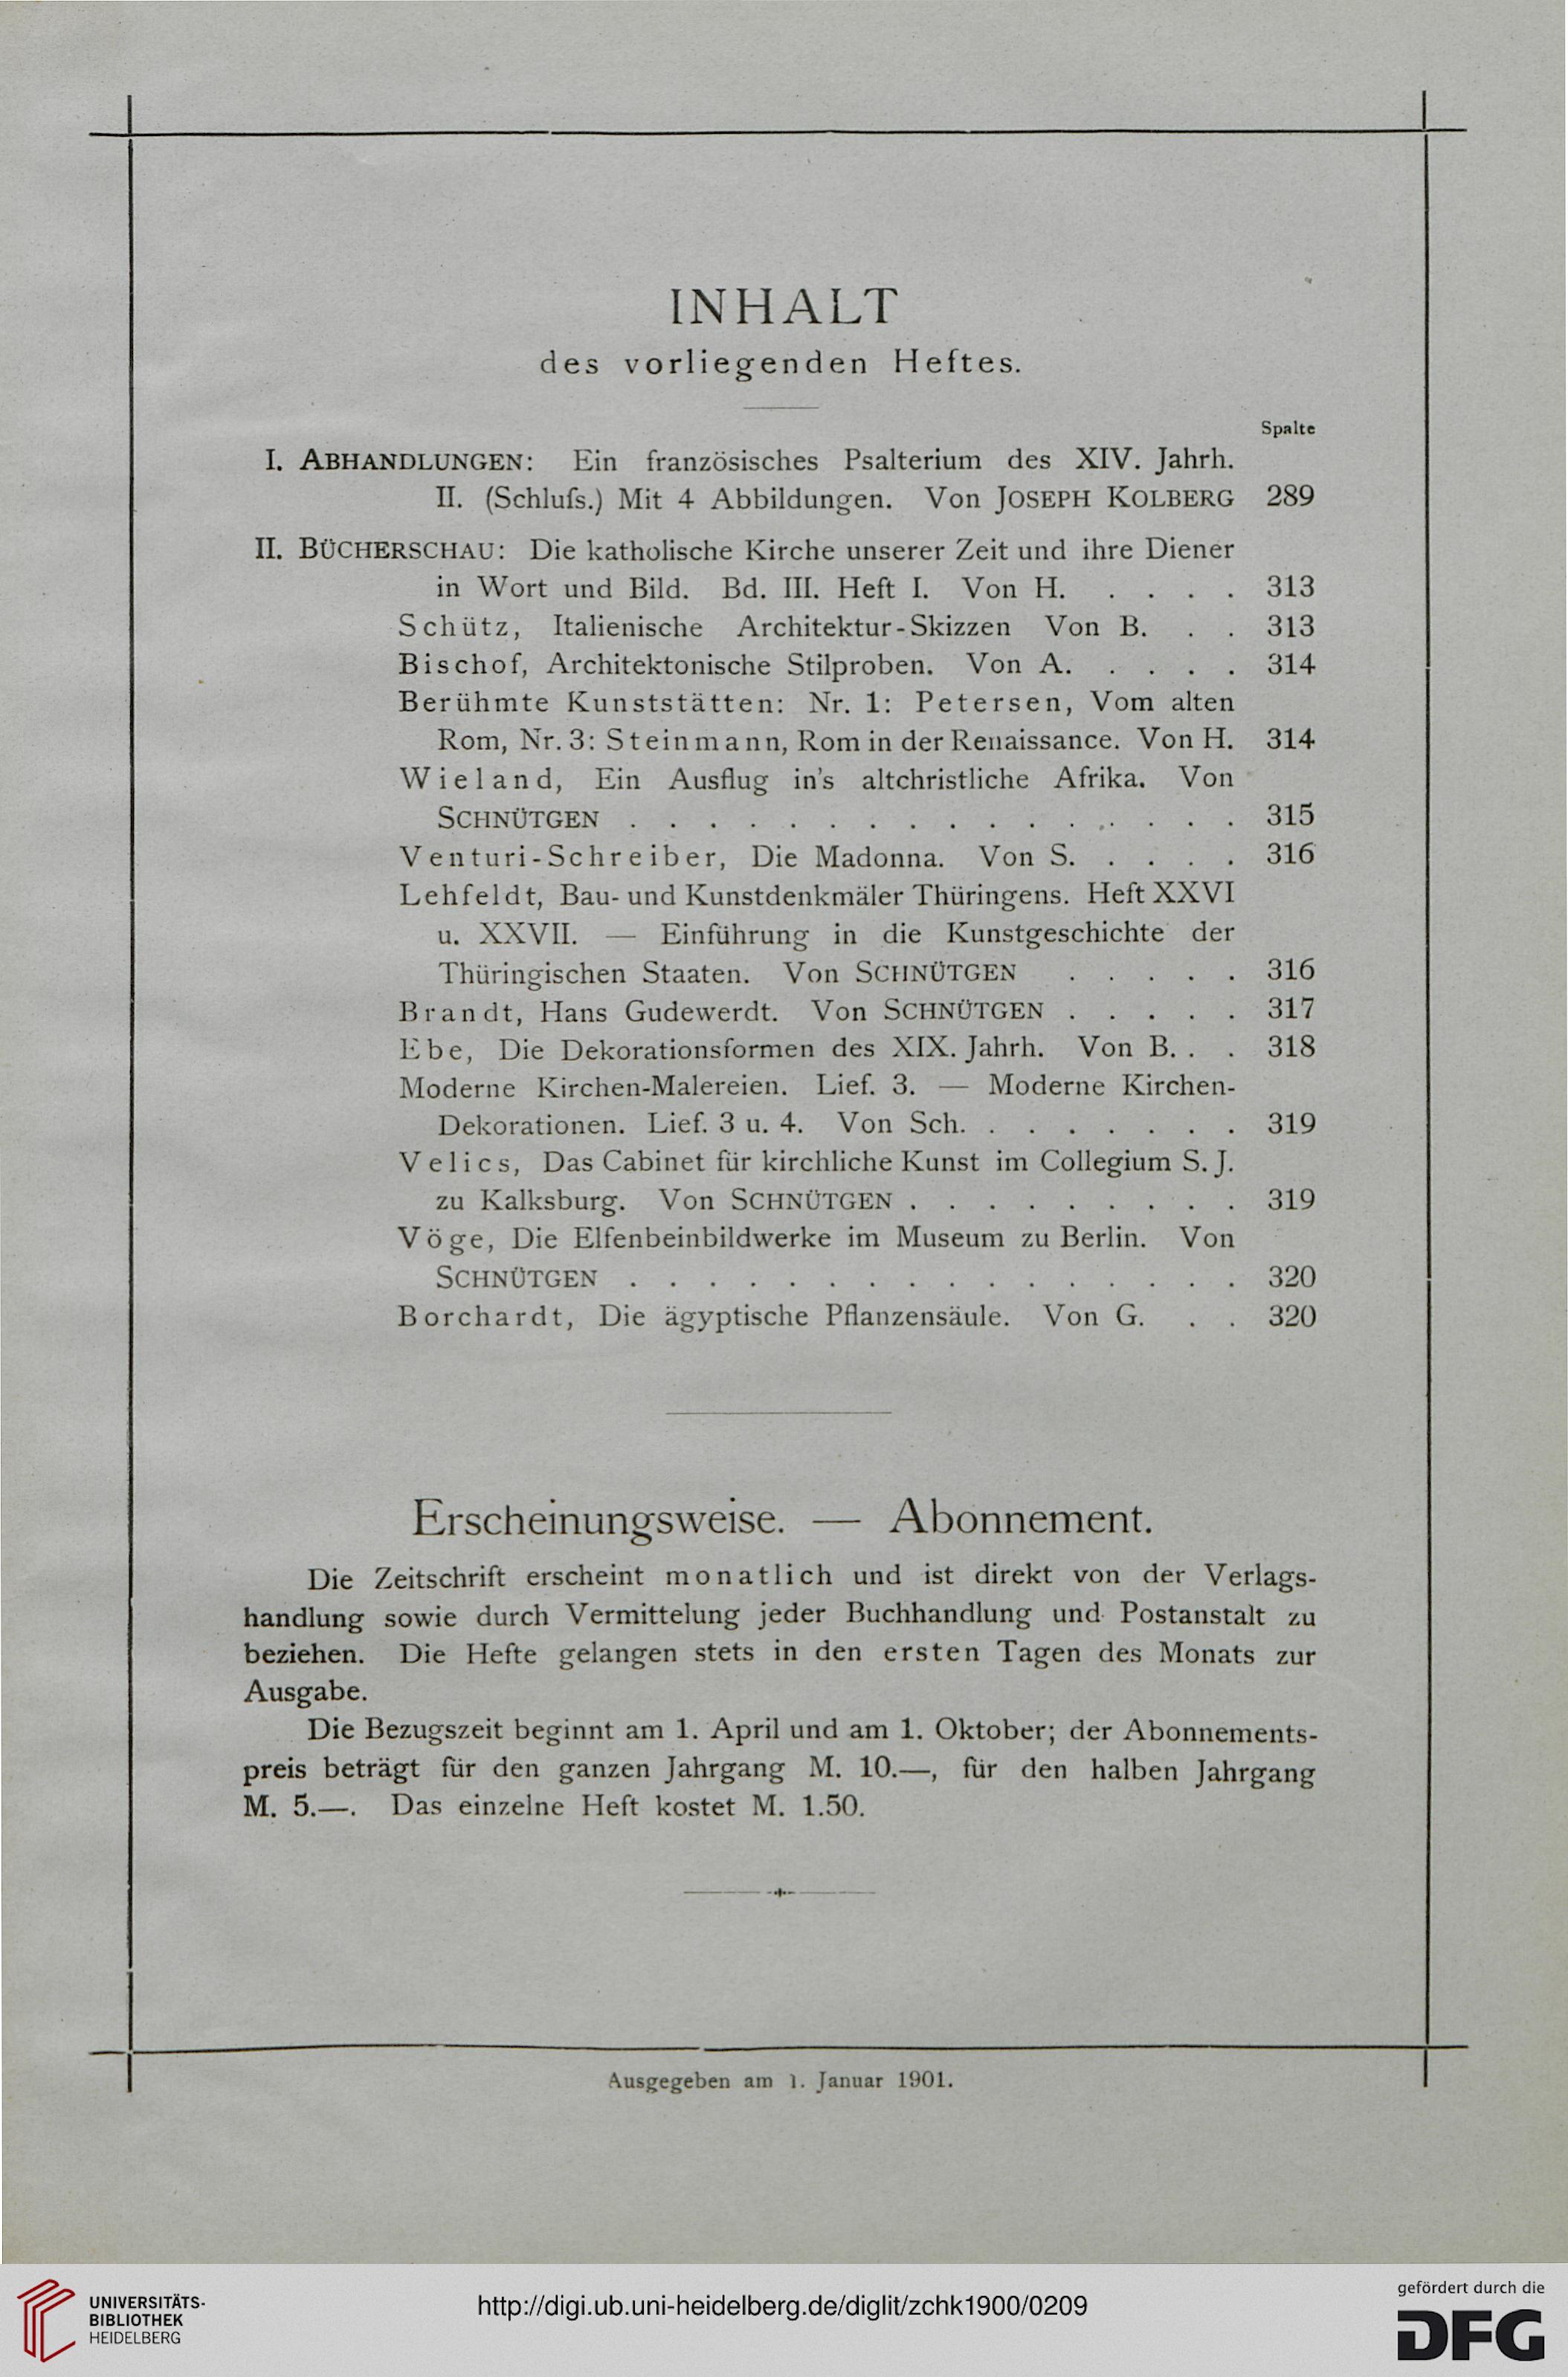 INHALT
des vorliegenden Heftes.
Spalte
I. ABHANDLUNGEN: Ein französisches Psalterium des XIV. Jahrh.
II. (Schlufs.) Mit 4 Abbildungen. Von JOSEPH KOLBERG 289
II. BÜCHERSCHAU: Die katholische Kirche unserer Zeit und ihre Diener
in Wort und Bild. Bd. III. Heft I. Von H. . . . . 313
Schütz, Italienische Architektur-Skizzen Von B. . . 313
Bischof, Architektonische Stilproben. Von A. . . . . 314
Berühmte Kunststätten: Nr. 1: Petersen, Vom alten
Rom, Nr. 3: Steinmann, Rom in der Renaissance. Von H. 314
Wieland, Ein Ausflug in's altchristliche Afrika. Von
SCHNÜTGEN . . . . . . . . . . . . . . . . 315
Venturi-Schreiber, Die Madonna. Von S. . . . . 316
Lehfeldt, Bau- und Kunstdenkmäler Thüringens. Heft XXVI
u. XXVII. — Einführung in die Kunstgeschichte der
Thüringischen Staaten. Von SCHNÜTGEN . . . . . 316
Brandt, Hans Gudewerdt. Von SCHNÜTGEN . . . . . 317
Ebe, Die Dekorationsformen des XIX. Jahrh. Von B. . . 318
Moderne Kirchen-Malereien. Lief. 3. — Moderne Kirchen-
Dekorationen. Lief. 3 u. 4. Von Sch. . . . . . . . 319
Velics, Das Cabinet für kirchliche Kunst im Collegium S. J.
zu Kalksburg. Von SCHNÜTGEN . . . . . . . . . 319
Vöge, Die Elfenbeinbildwerke im Museum zu Berlin. Von
SCHNÜTGEN . . . . . . . . . . . . . . . . 320
Borchardt, Die ägyptische Pflanzensäule. Von G. . . 320
Erscheinungsweise. — Abonnement.
Die Zeitschrift erscheint monatlich und ist direkt von der Verlags-
handlung sowie durch Vermittelung jeder Buchhandlung und Postanstalt zu
beziehen. Die Hefte gelangen stets in den ersten Tagen des Monats zur
Ausgabe.
Die Bezugszeit beginnt am 1. April und am 1. Oktober; der Abonnements-
preis beträgt für den ganzen Jahrgang M. 10.—, für den halben Jahrgang
M. 5.—. Das einzelne Heft kostet M. 1.50.
Ausgegeben am 1. Januar 1901.
UNIVERSITÄTS-
BIBLIOTHEK
HEIDELBERG
http://digi.ub.uni-heidelberg.de/diglit/zchk1900/0209
gefördert durch die
DFG